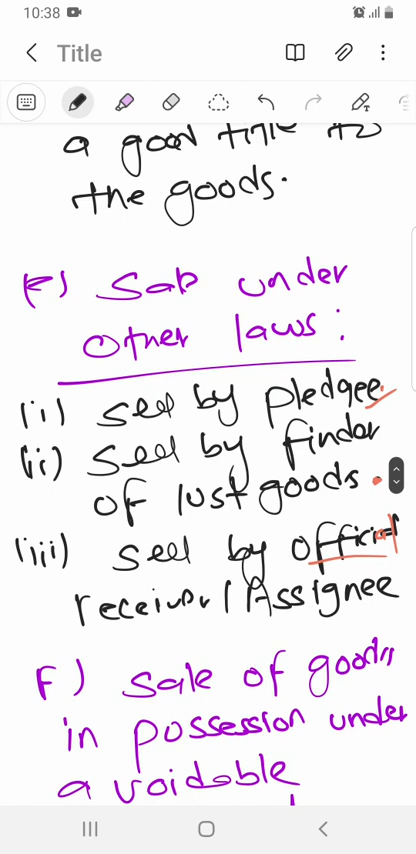 10:38
Title
a good title to
the goods.
E) Sale under
other laws:
(i) sell by pledgee.
(ii) sell by finder
of lust goods.
(iii) sell by official
receiver / Assignee
F) Sale of goods
in possession under
a voidable